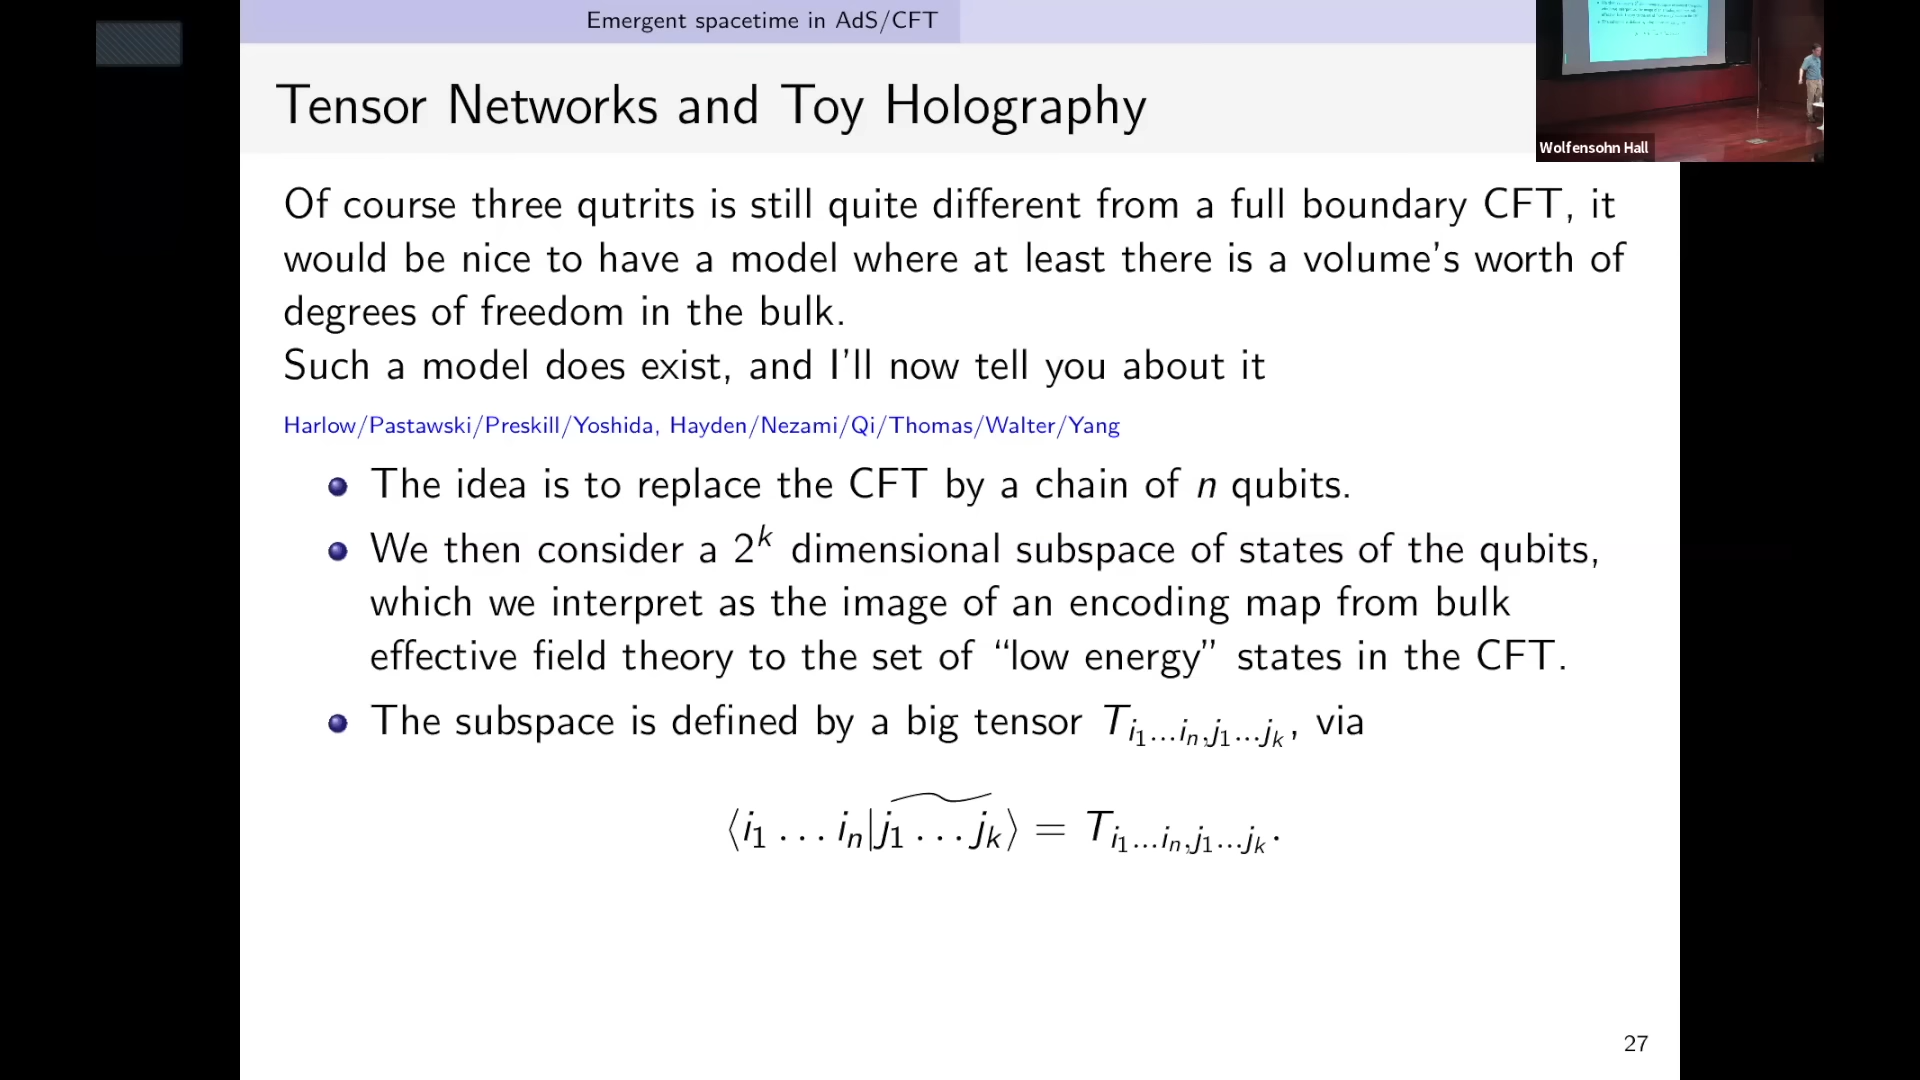 Emergent spacetime in AdS/CFT
Tensor Networks and Toy Holography
Wolfensohn Hall
Of course three qutrits is still quite different from a full boundary CFT, it
would be nice to have a model where at least there is a volume's worth of
degrees of freedom in the bulk.
Such a model does exist, and I'll now tell you about it
Harlow/Pastawski/Preskill/Yoshida, Hayden/Nezami/Qi/Thomas/Walter/Yang
The idea is to replace the CFT by a chain of n qubits.
We then consider a 2^k dimensional subspace of states of the qubits,
which we interpret as the image of an encoding map from bulk
effective field theory to the set of “low energy” states in the CFT.
The subspace is defined by a big tensor T_{i_1...i_n,j_1...j_k}, via
⟨i_1 ... i_n|\widetilde{j_1 ... j_k}⟩ = T_{i_1...i_n,j_1...j_k}.
27